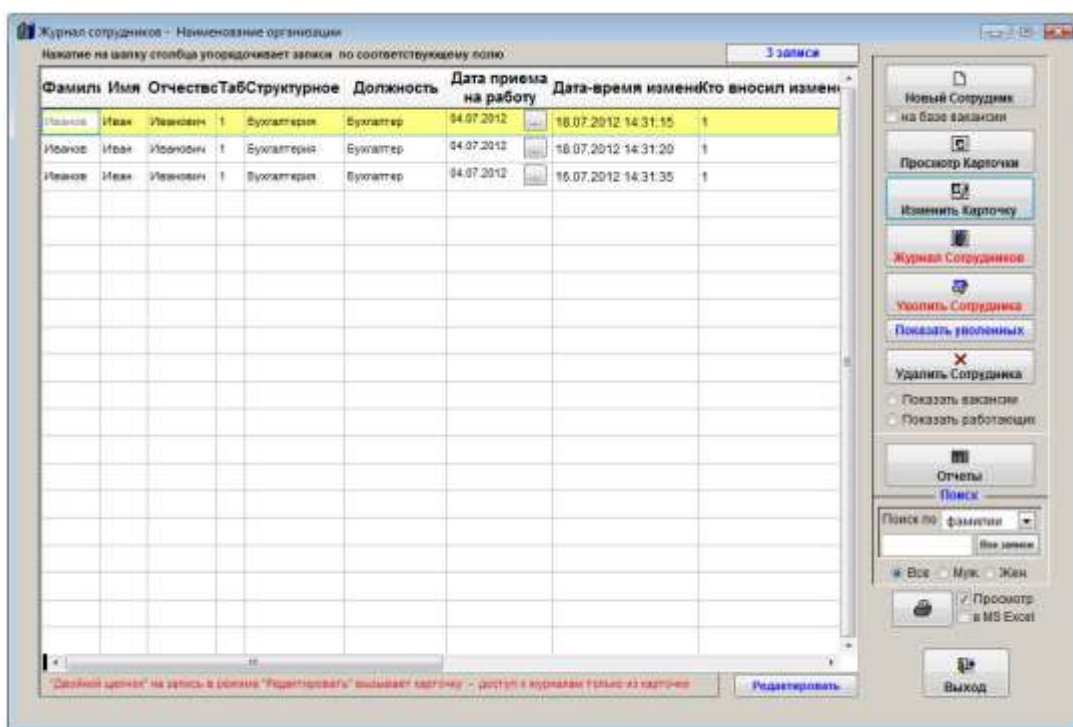 Журнал сотрудников - Наименование организации
Нажатие на шапку столбца упорядочивает записи по соответствующему полю
3 записи
Фамили Имя Отчество Таб Структурное Должность Дата приема на работу Дата-время измене Кто вносил измене
Иванов Иван Иванович 1 Бухгалтерия Бухгалтер 04.07.2012 ... 18.07.2012 14:31:15 1
Иванов Иван Иванович 1 Бухгалтерия Бухгалтер 04.07.2012 ... 18.07.2012 14:31:20 1
Иванов Иван Иванович 1 Бухгалтерия Бухгалтер 04.07.2012 ... 16.07.2012 14:31:35 1
"Двойной щелчок" на запись в режиме "Редактировать" вызывает карточку - доступ к журналам только из карточки
Редактировать
Новый Сотрудник
на базе вакансии
Просмотр Карточки
Изменить Карточку
Журнал Сотрудников
Уволить Сотрудника
Показать уволенных
Удалить Сотрудника
Показать вакансии
Показать работающих
Отчеты
Поиск
Поиск по фамилии
Все записи
Все Муж. Жен.
Просмотр
в MS Excel
Выход